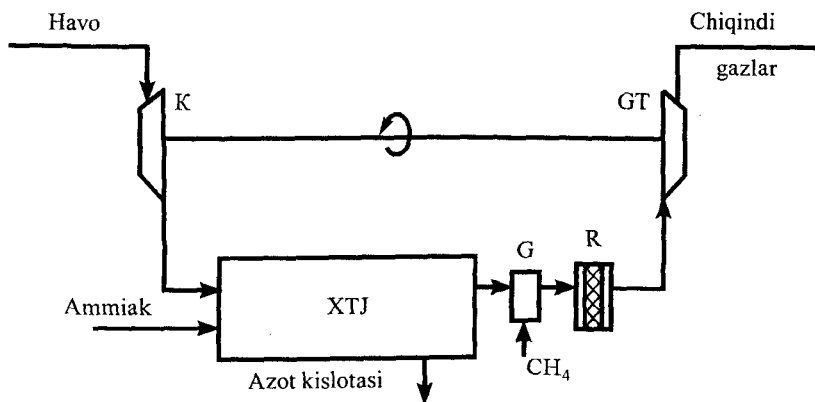 Havo
Chiqindi
gazlar
K
GT
G
R
XTJ
Ammiak
CH₄
Azot kislotasi